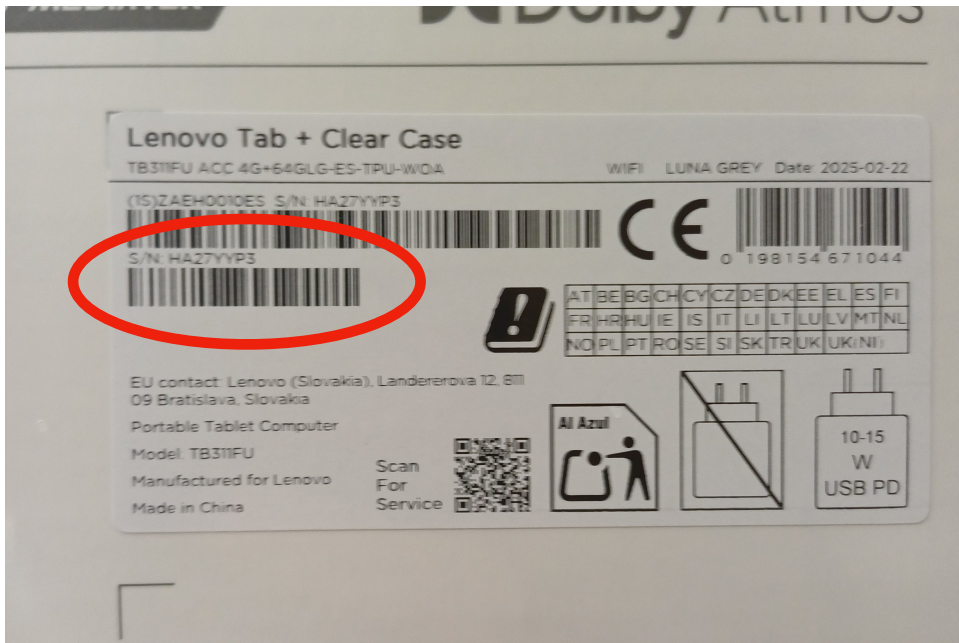 Dolby Atmos
Lenovo Tab + Clear Case
TB311FU ACC 4G+64GLG-ES-TPU-WOA WIFI LUNA GREY Date: 2025-02-22
(1S)ZAEH0010ES S/N: HA27YYP3
S/N: HA27YYP3
CE
0 198154 671044
AT BE BG CH CY CZ DE DK EE EL ES FI
FR HR HU IE IS IT LI LT LU LV MT NL
NO PL PT RO SE SI SK TR UK UK(NI)
EU contact: Lenovo (Slovakia), Landererova 12, 811
09 Bratislava, Slovakia
Portable Tablet Computer
Model: TB311FU
Manufactured for Lenovo
Made in China
Scan
For
Service
Al Azul
10-15
W
USB PD